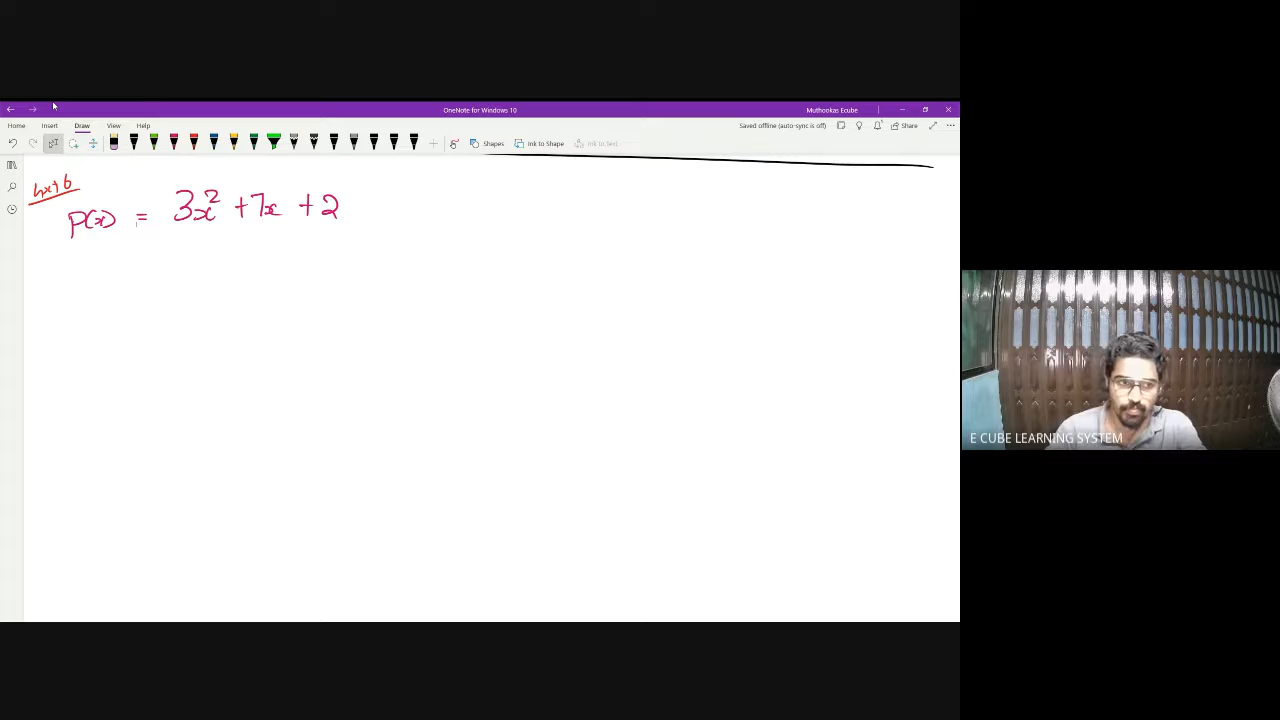 OneNote for Windows 10
Muthookas Ecube
Home Insert Draw View Help
Saved offline (auto-sync is off)
Share
Shapes
Ink to Shape
Ink to Text
P(x) = 3x² + 7x + 2
E CUBE LEARNING SYSTEM